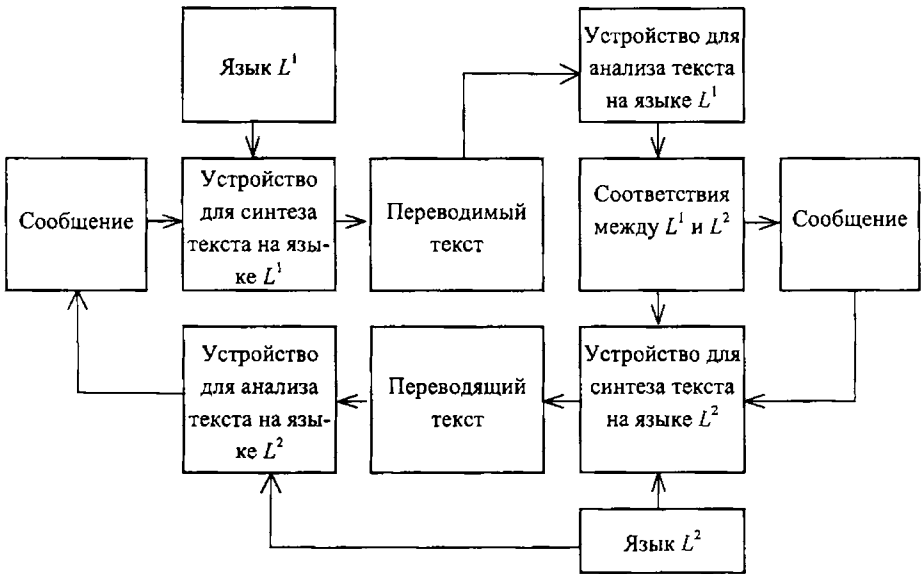 Язык L¹
Устройство для
анализа текста
на языке L¹
Сообщение
Устройство
для синтеза
текста на язы-
ке L¹
Переводимый
текст
Соответствия
между L¹ и L²
Сообщение
Устройство
для анализа
текста на язы-
ке L²
Переводящий
текст
Устройство для
синтеза текста
на языке L²
Язык L²